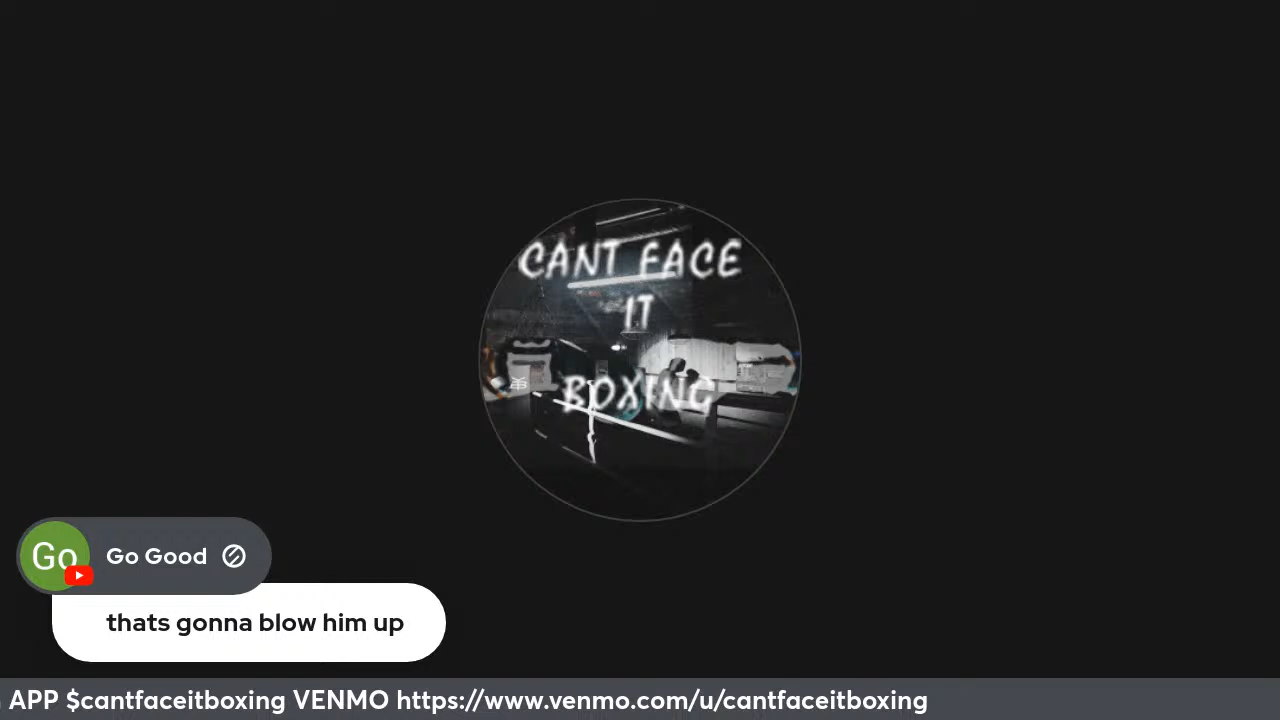 CANT FACE
IT
BOXING
Go
Go Good
thats gonna blow him up
APP $cantfaceitboxing VENMO https://www.venmo.com/u/cantfaceitboxing